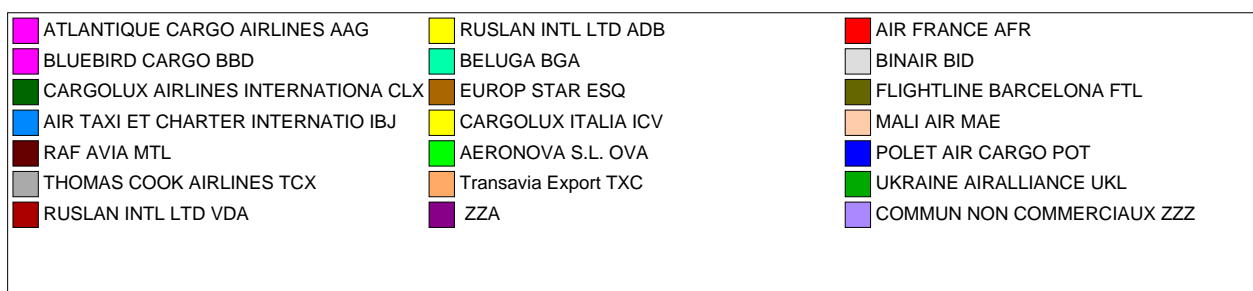 ATLANTIQUE CARGO AIRLINES AAG RUSLAN INTL LTD ADB AIR FRANCE AFR
BLUEBIRD CARGO BBD BELUGA BGA BINAIR BID
CARGOLUX AIRLINES INTERNATIONA CLX EUROP STAR ESQ FLIGHTLINE BARCELONA FTL
AIR TAXI ET CHARTER INTERNATIO IBJ CARGOLUX ITALIA ICV MALI AIR MAE
RAF AVIA MTL AERONOVA S.L. OVA POLET AIR CARGO POT
THOMAS COOK AIRLINES TCX Transavia Export TXC UKRAINE AIRALLIANCE UKL
RUSLAN INTL LTD VDA ZZA COMMUN NON COMMERCIAUX ZZZ